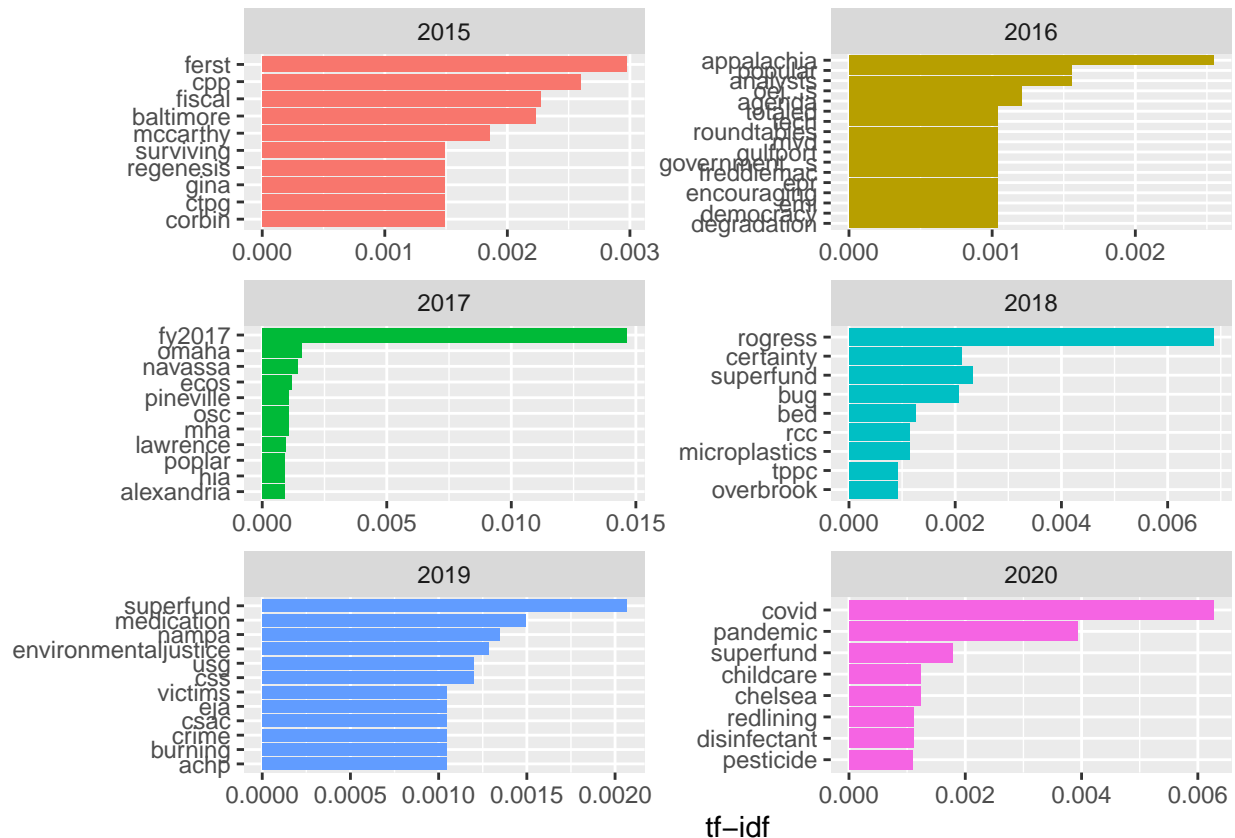 2015
ferst
cpp
fiscal
baltimore
mccarthy
surviving
regenesis
gina
ctpg
corbin
0.000 0.001 0.002 0.003
2016
appalachia
popular
analysts
agenda
totaled
tech
roundtables
mvd
gulfport
government_s
freddiemac
epr
encouraging
emi
democracy
degradation
0.000 0.001 0.002
2017
fy2017
omaha
navassa
ecos
pineville
osc
mha
lawrence
poplar
hia
alexandria
0.000 0.005 0.010 0.015
2018
rogress
certainty
superfund
bug
bed
rcc
microplastics
tppc
overbrook
0.000 0.002 0.004 0.006
2019
superfund
medication
nampa
environmentaljustice
usg
css
victims
eja
csac
crime
burning
achp
0.0000 0.0005 0.0010 0.0015 0.0020
2020
covid
pandemic
superfund
childcare
chelsea
redlining
disinfectant
pesticide
0.000 0.002 0.004 0.006
tf−idf